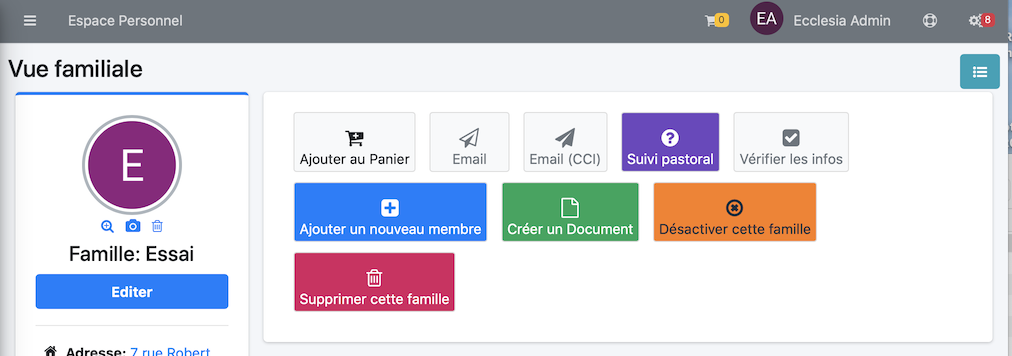 Espace Personnel
0
EA
Ecclesia Admin
8
Vue familiale
E
Famille: Essai
Editer
Adresse: 7 rue Robert
Ajouter au Panier
Email
Email (CCI)
Suivi pastoral
Vérifier les infos
Ajouter un nouveau membre
Créer un Document
Désactiver cette famille
Supprimer cette famille